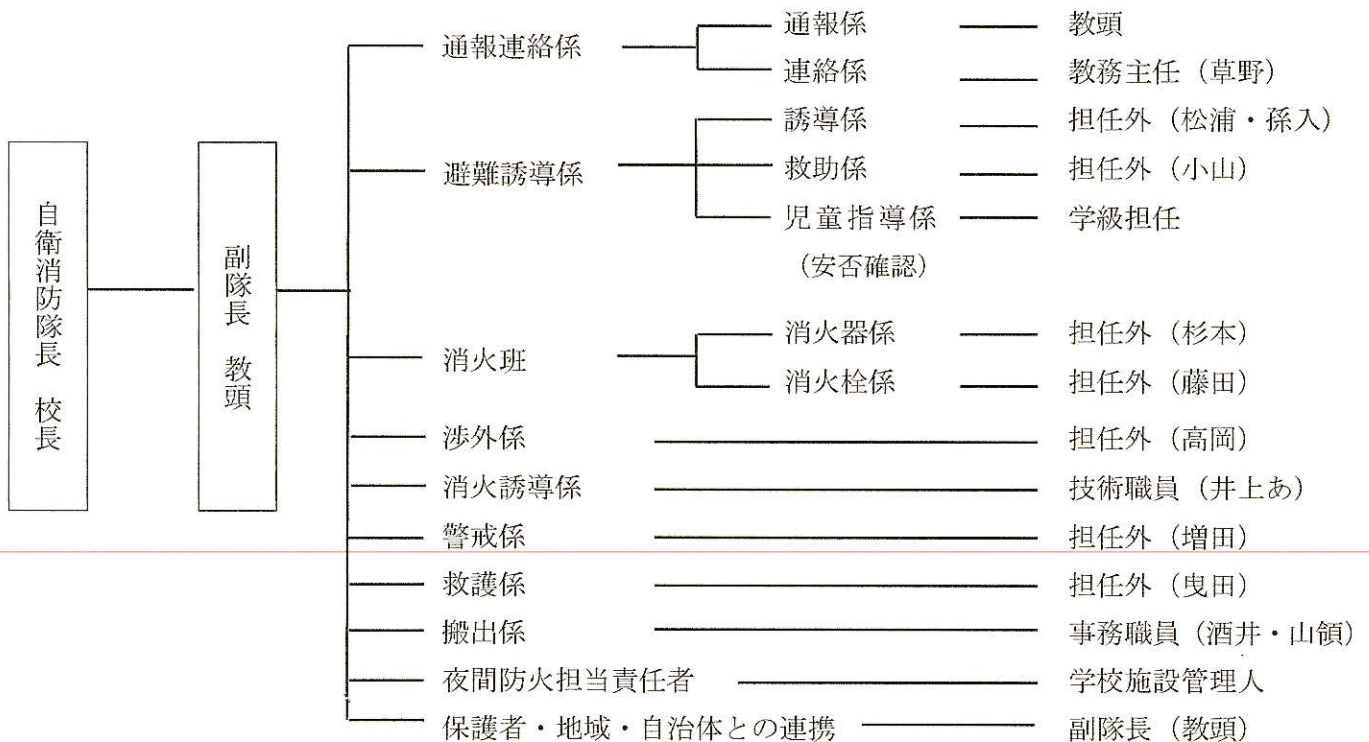 自衛消防隊長　校長
副隊長　教頭
通報連絡係
通報係　教頭
連絡係　教務主任（草野）
避難誘導係
誘導係　担任外（松浦・孫入）
救助係　担任外（小山）
児童指導係　学級担任
（安否確認）
消火班
消火器係　担任外（杉本）
消火栓係　担任外（藤田）
渉外係　担任外（高岡）
消火誘導係　技術職員（井上あ）
警戒係　担任外（増田）
救護係　担任外（曳田）
搬出係　事務職員（酒井・山領）
夜間防火担当責任者　学校施設管理人
保護者・地域・自治体との連携　副隊長（教頭）